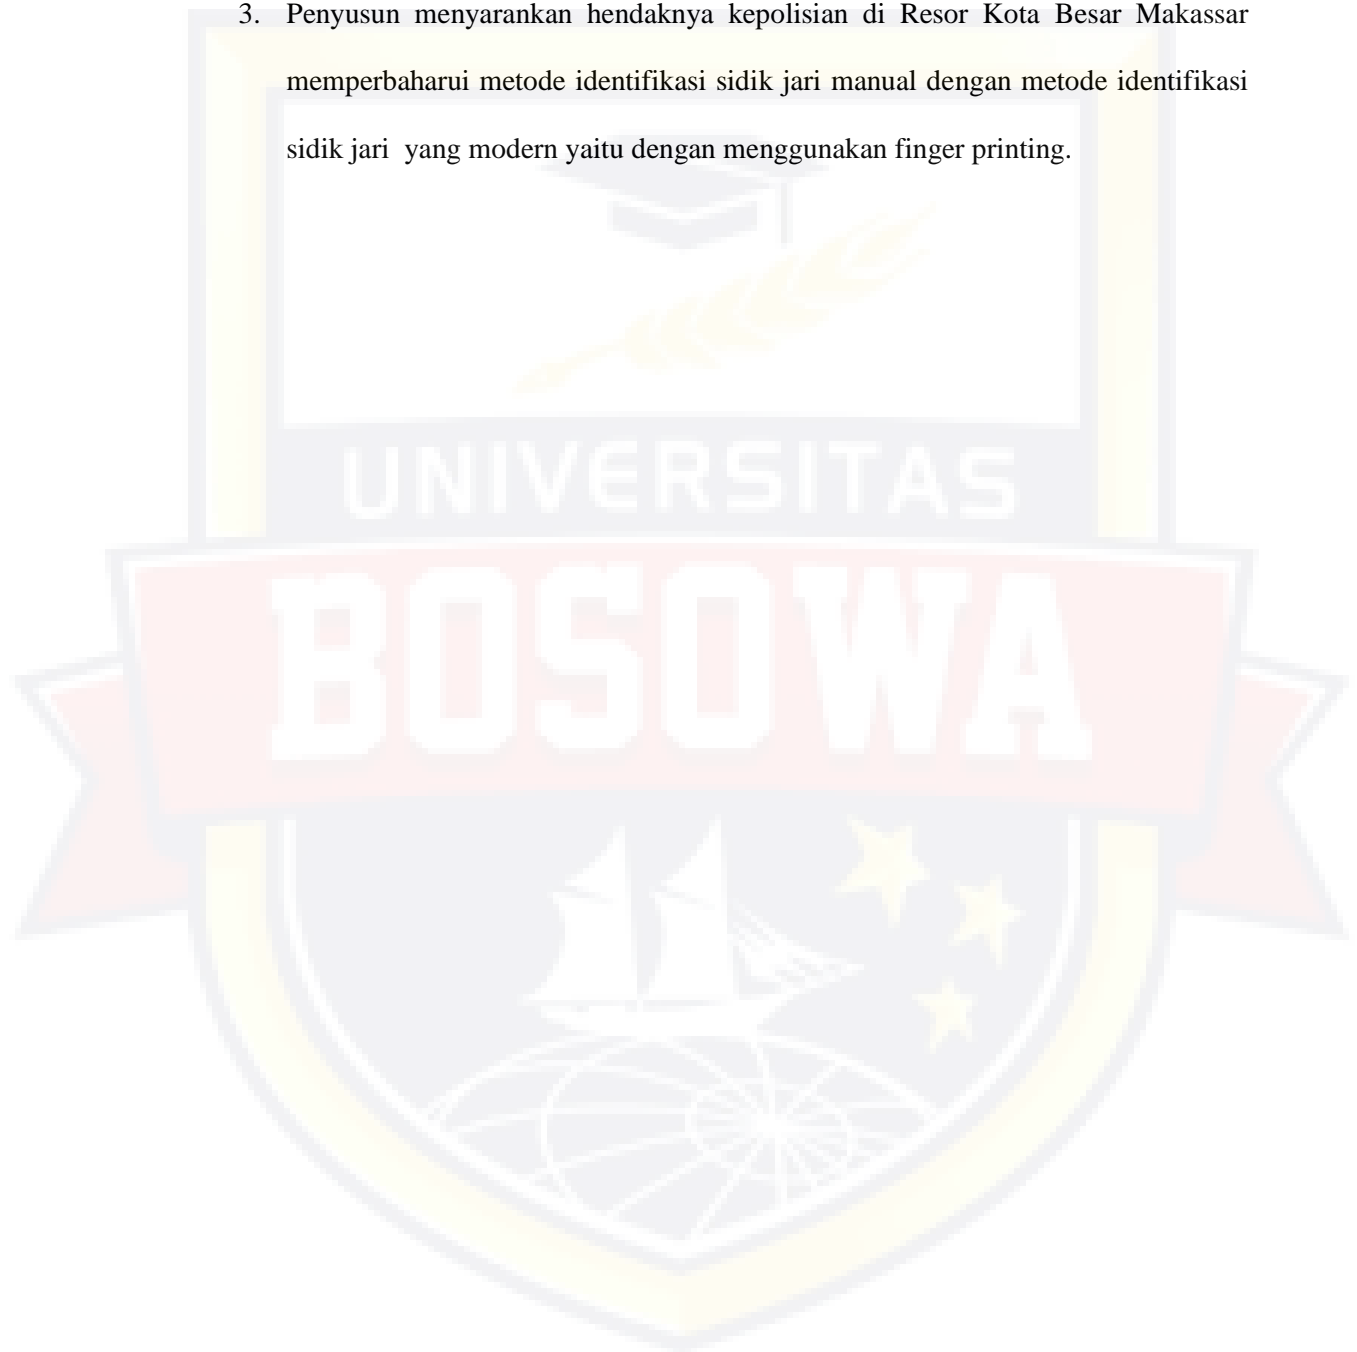 3. Penyusun menyarankan hendaknya kepolisian di Resor Kota Besar Makassar
memperbaharui metode identifikasi sidik jari manual dengan metode identifikasi
sidik jari yang modern yaitu dengan menggunakan finger printing.
UNIVERSITAS
BOSOWA